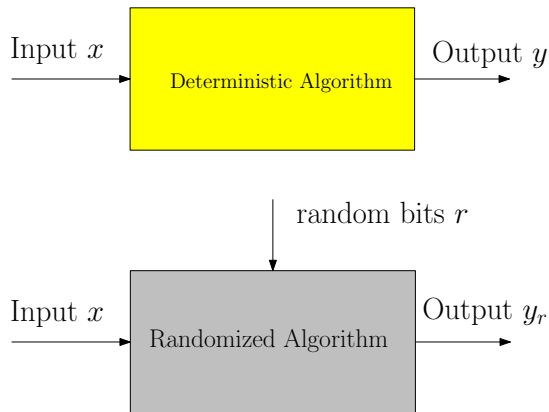 Input x
Deterministic Algorithm
Output y
random bits r
Input x
Randomized Algorithm
Output y_r